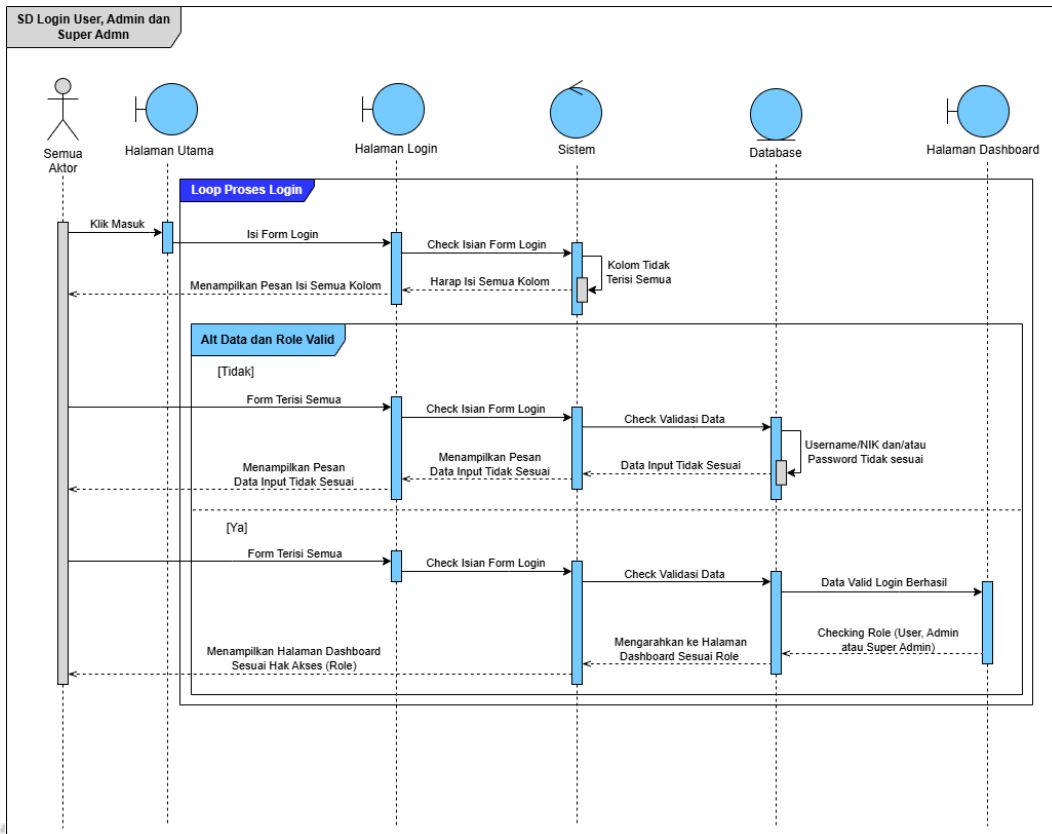 SD Login User, Admin dan
Super Admn
Semua
Aktor
Halaman Utama
Halaman Login
Sistem
Database
Halaman Dashboard
Loop Proses Login
Klik Masuk
Isi Form Login
Check Isian Form Login
Kolom Tidak
Terisi Semua
Harap Isi Semua Kolom
Menampilkan Pesan Isi Semua Kolom
Alt Data dan Role Valid
[Tidak]
Form Terisi Semua
Check Isian Form Login
Check Validasi Data
Username/NIK dan/atau
Password Tidak sesuai
Data Input Tidak Sesuai
Menampilkan Pesan
Data Input Tidak Sesuai
Menampilkan Pesan
Data Input Tidak Sesuai
[Ya]
Form Terisi Semua
Check Isian Form Login
Check Validasi Data
Data Valid Login Berhasil
Checking Role (User, Admin
atau Super Admin)
Mengarahkan ke Halaman
Dashboard Sesuai Role
Menampilkan Halaman Dashboard
Sesuai Hak Akses (Role)